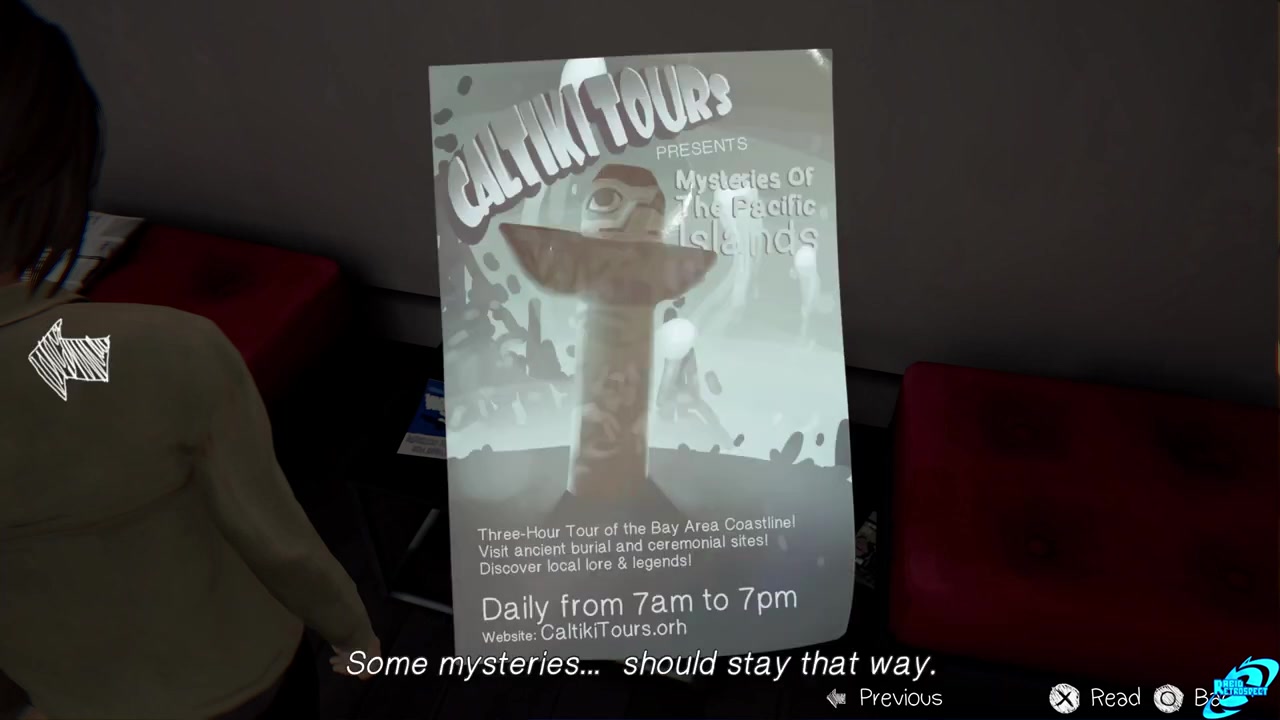 CALTIKI TOURS
PRESENTS
Mysteries Of
The Pacific
Islands
Three-Hour Tour of the Bay Area Coastline!
Visit ancient burial and ceremonial sites!
Discover local lore & legends!
Daily from 7am to 7pm
Website: CaltikiTours.orh
Some mysteries... should stay that way.
Previous
Read
RETROSPECT